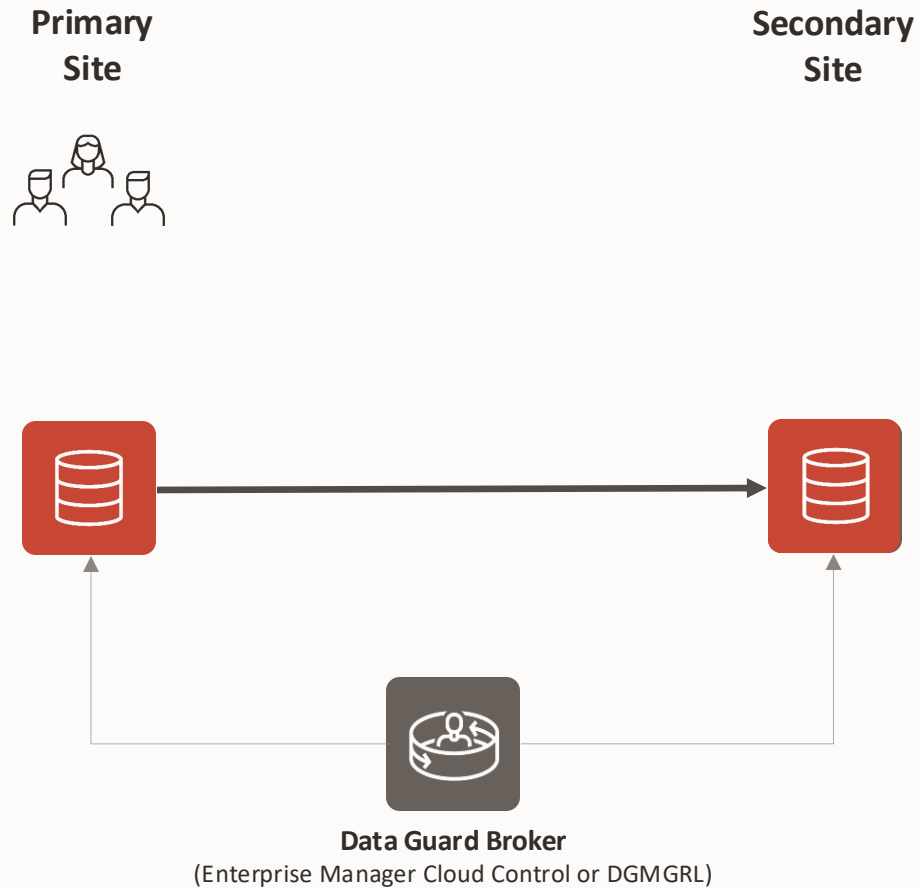 Primary
Site
Secondary
Site
Data Guard Broker
(Enterprise Manager Cloud Control or DGMGRL)